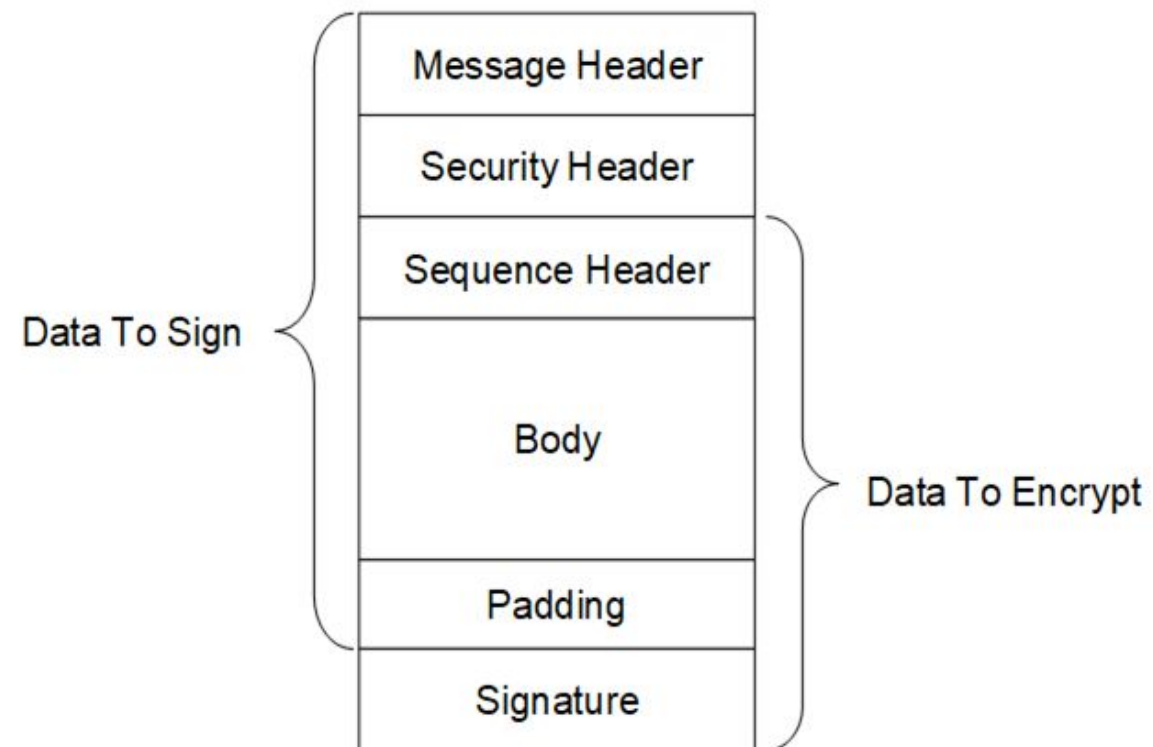 Message Header
Security Header
Sequence Header
Data To Sign
Body
Data To Encrypt
Padding
Signature